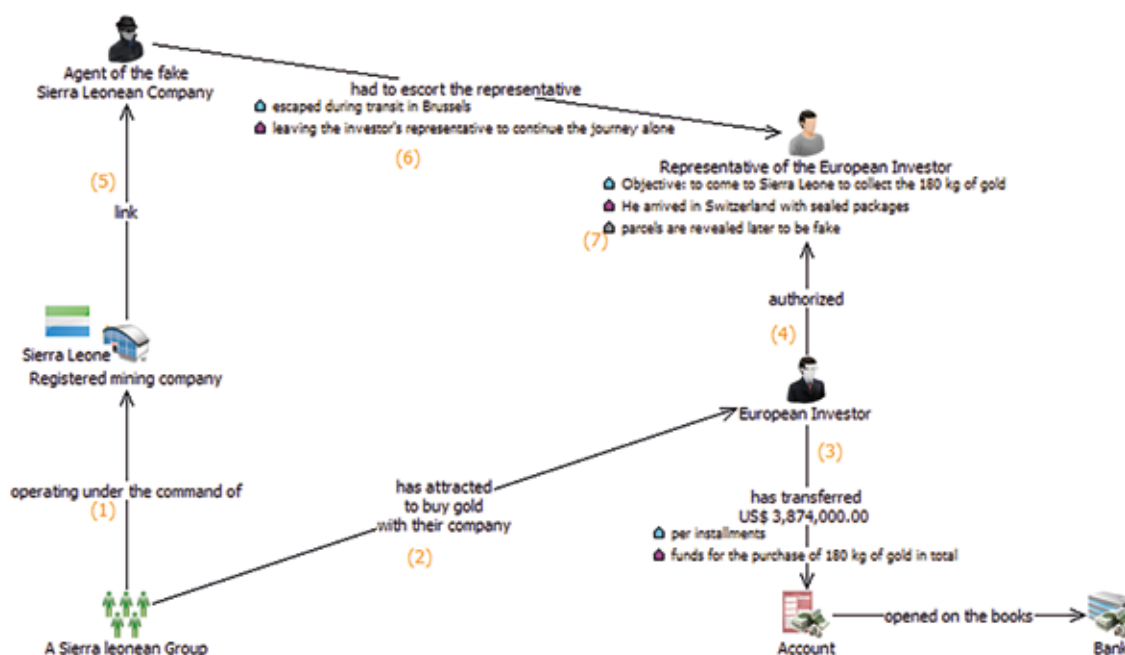 Agent of the fake
Sierra Leonean Company
had to escort the representative
escaped during transit in Brussels
leaving the investor's representative to continue the journey alone
(6)
Representative of the European Investor
Objective: to come to Sierra Leone to collect the 180 kg of gold
He arrived in Switzerland with sealed packages
(7)
parcels are revealed later to be fake
(5)
link
authorized
(4)
Sierra Leone
Registered mining company
European Investor
(3)
operating under the command of
(1)
has attracted
to buy gold
with their company
(2)
has transferred
US$ 3,874,000.00
per installments
funds for the purchase of 180 kg of gold in total
A Sierra leonean Group
Account
opened on the books
Bank